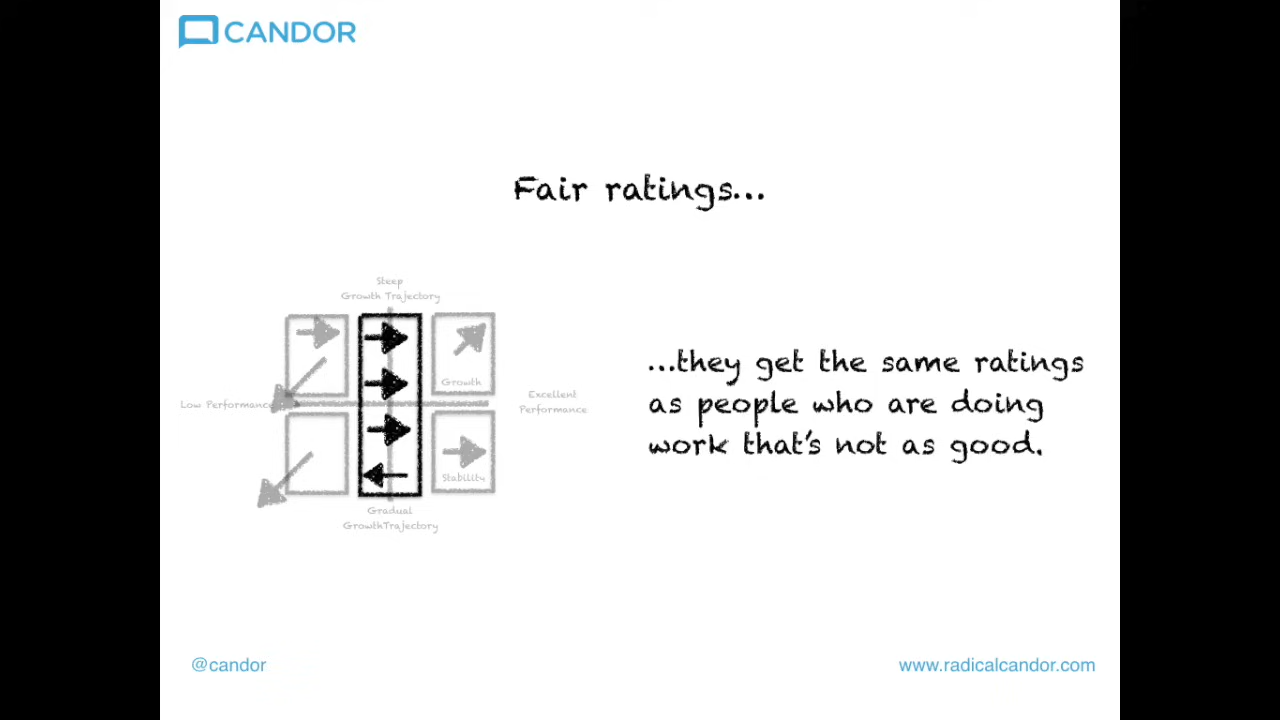 CANDOR
Fair ratings...
Steep
Growth Trajectory
Growth
Low Performance
Excellent
Performance
Stability
Gradual
GrowthTrajectory
...they get the same ratings
as people who are doing
work that's not as good.
@candor
www.radicalcandor.com